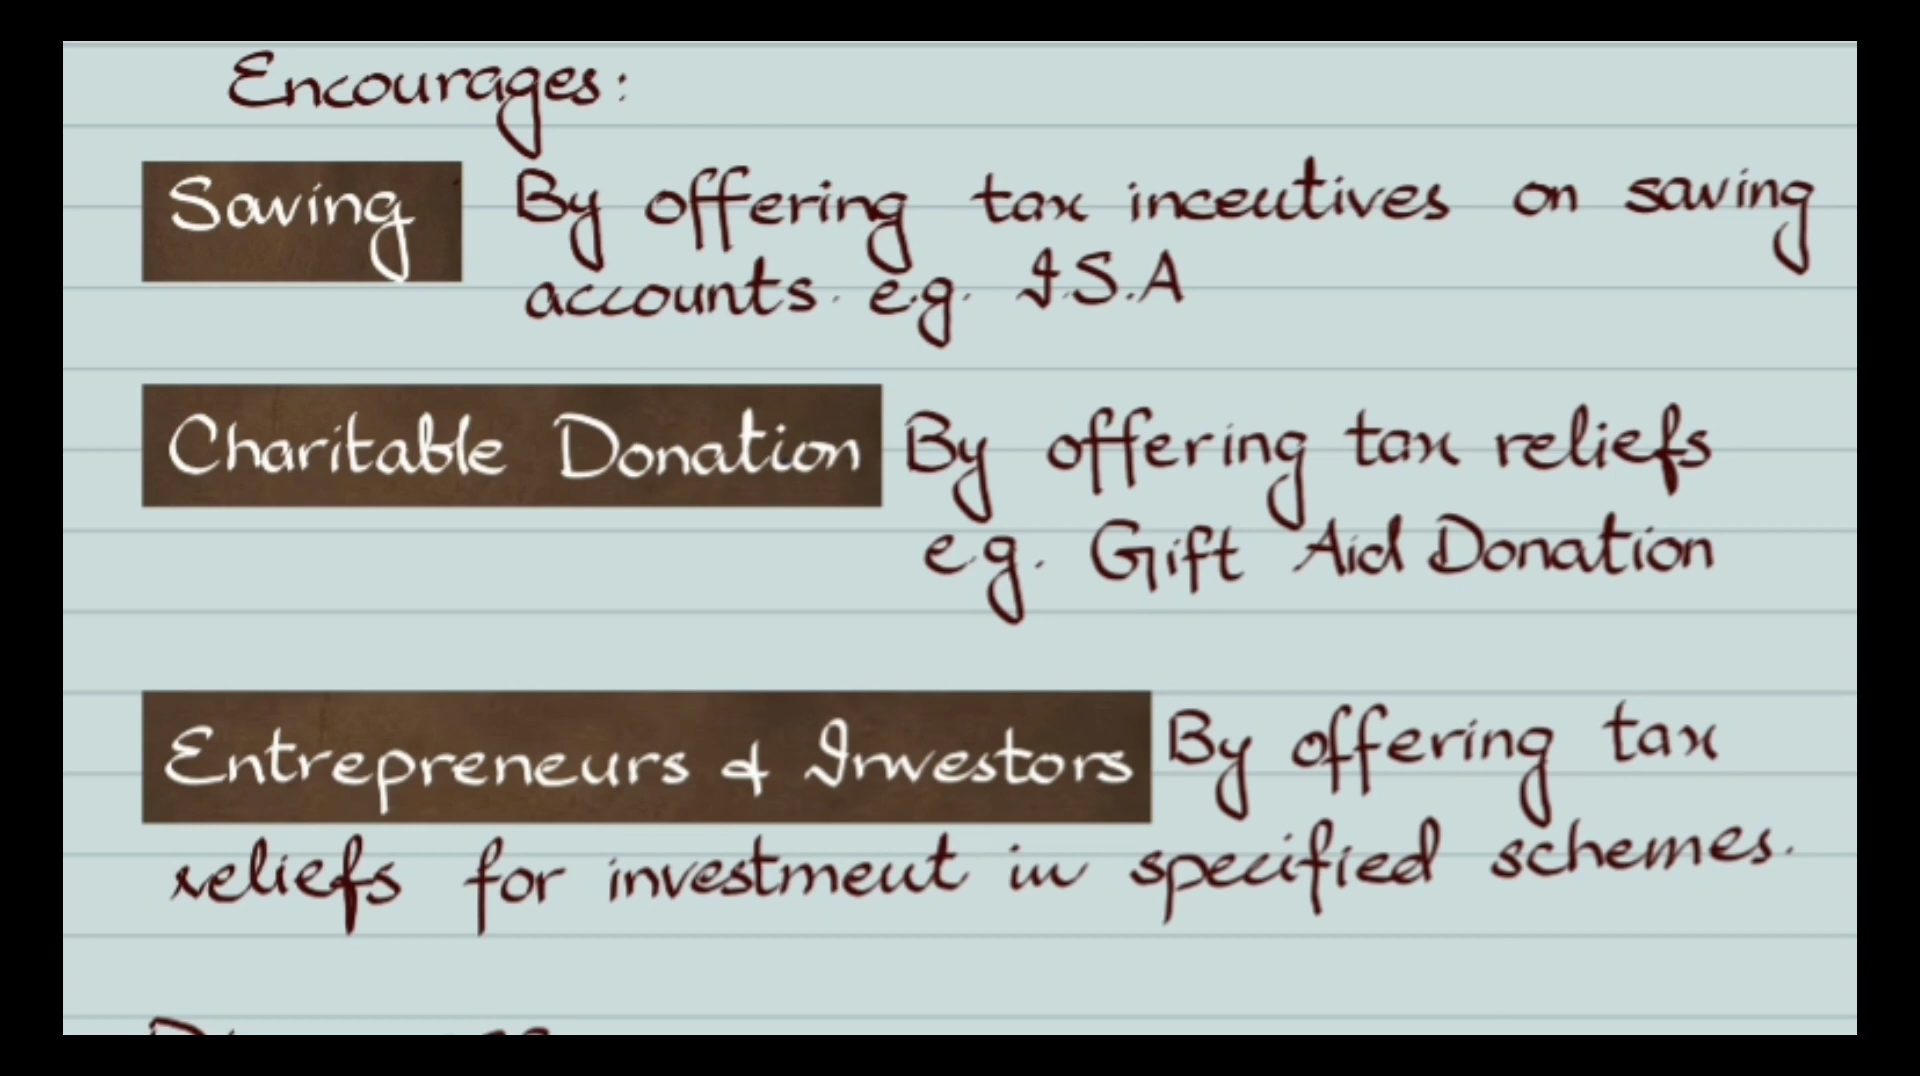 Encourages:
Saving By offering tax incentives on saving
accounts. e.g. I.S.A
Charitable Donation By offering tax reliefs
e.g. Gift Aid Donation
Entrepreneurs & Investors By offering tax
reliefs for investment in specified schemes.